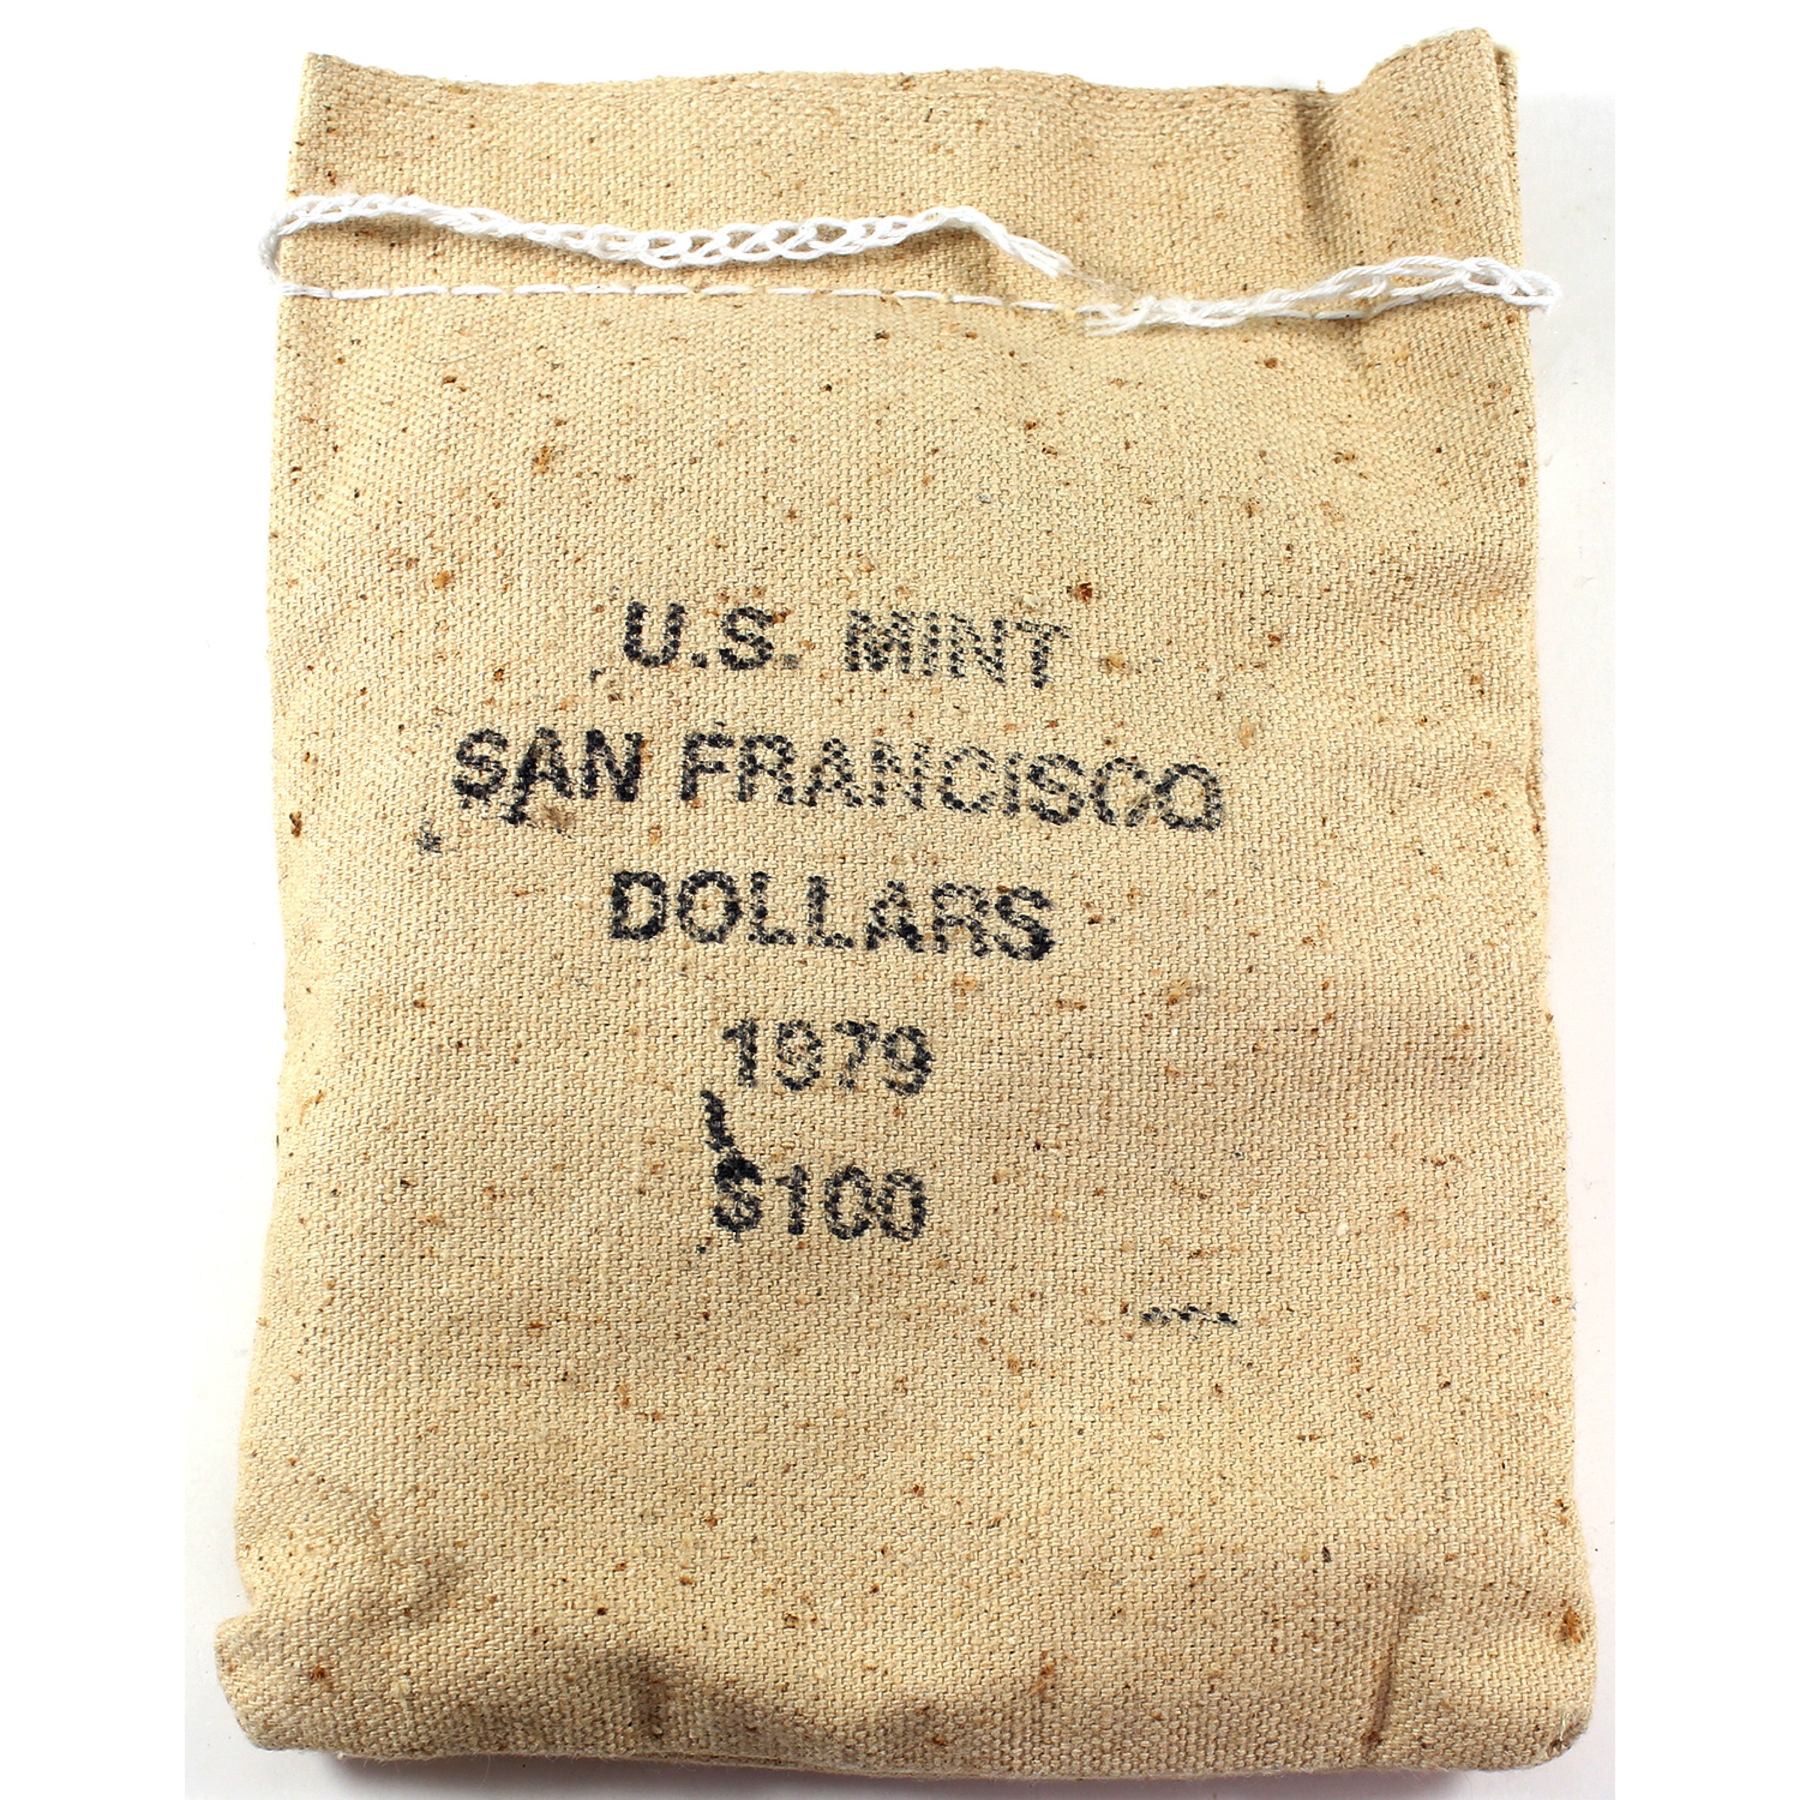 U.S. MINT
SAN FRANCISCO
DOLLARS
1979
$100